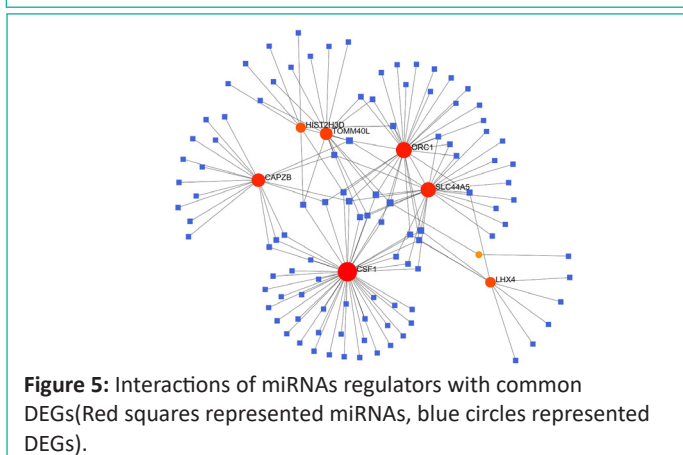 HIST2H3D
TOMM40L
ORC1
CAPZB
SLC44A5
CSF1
LHX4
Figure 5: Interactions of miRNAs regulators with common
DEGs(Red squares represented miRNAs, blue circles represented
DEGs).